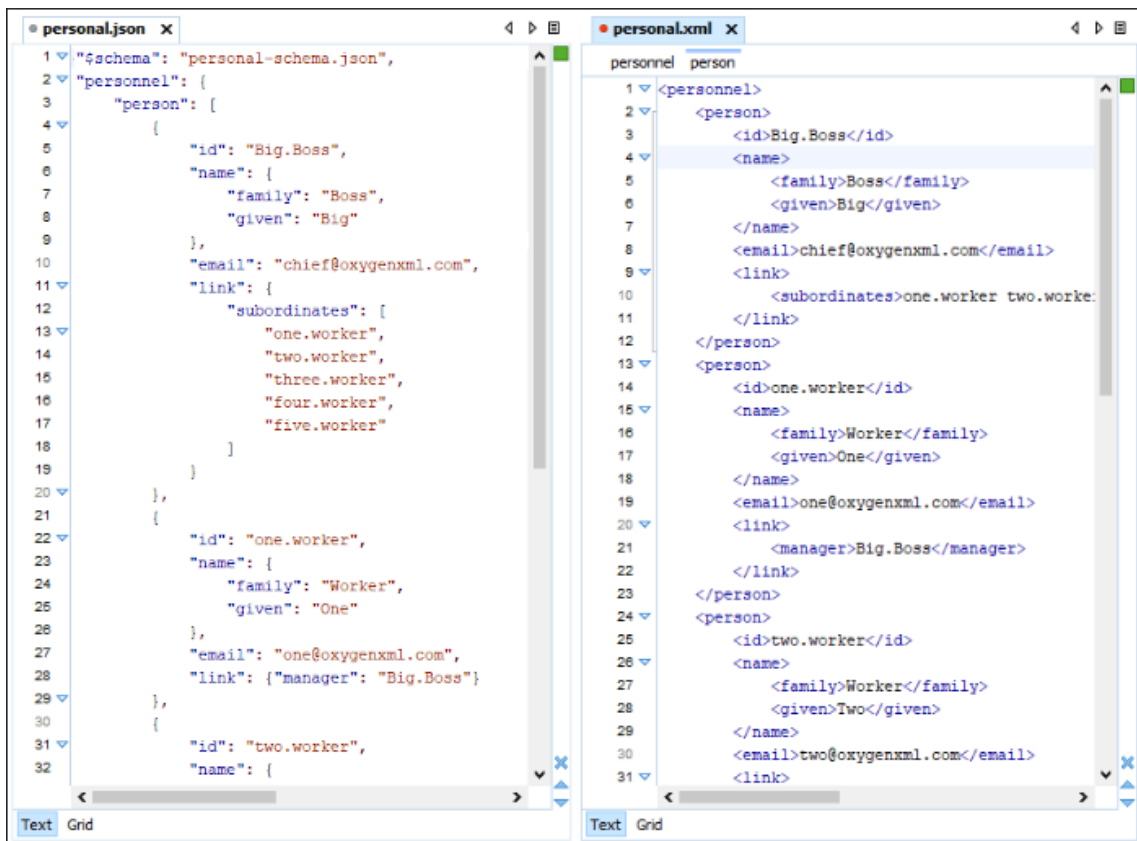 personal.json
1 "$schema": "personal-schema.json",
2 "personnel": {
3 "person": [
4 {
5 "id": "Big.Boss",
6 "name": {
7 "family": "Boss",
8 "given": "Big"
9 },
10 "email": "chief@oxygenxml.com",
11 "link": {
12 "subordinates": [
13 "one.worker",
14 "two.worker",
15 "three.worker",
16 "four.worker",
17 "five.worker"
18 ]
19 }
20 },
21 {
22 "id": "one.worker",
23 "name": {
24 "family": "Worker",
25 "given": "One"
26 },
27 "email": "one@oxygenxml.com",
28 "link": {"manager": "Big.Boss"}
29 },
30 {
31 "id": "two.worker",
32 "name": {
Text Grid
personal.xml
personnel person
1 <personnel>
2 <person>
3 <id>Big.Boss</id>
4 <name>
5 <family>Boss</family>
6 <given>Big</given>
7 </name>
8 <email>chief@oxygenxml.com</email>
9 <link>
10 <subordinates>one.worker two.worke
11 </link>
12 </person>
13 <person>
14 <id>one.worker</id>
15 <name>
16 <family>Worker</family>
17 <given>One</given>
18 </name>
19 <email>one@oxygenxml.com</email>
20 <link>
21 <manager>Big.Boss</manager>
22 </link>
23 </person>
24 <person>
25 <id>two.worker</id>
26 <name>
27 <family>Worker</family>
28 <given>Two</given>
29 </name>
30 <email>two@oxygenxml.com</email>
31 <link>
Text Grid